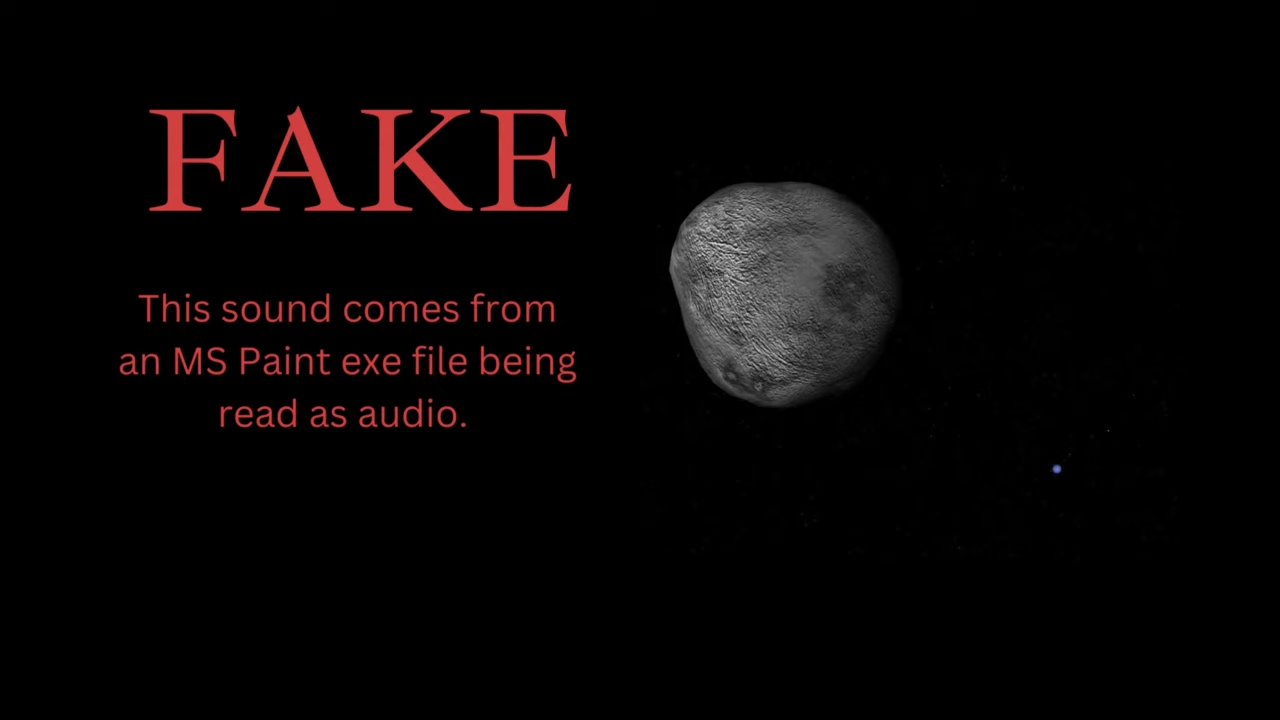 FAKE
This sound comes from
an MS Paint exe file being
read as audio.